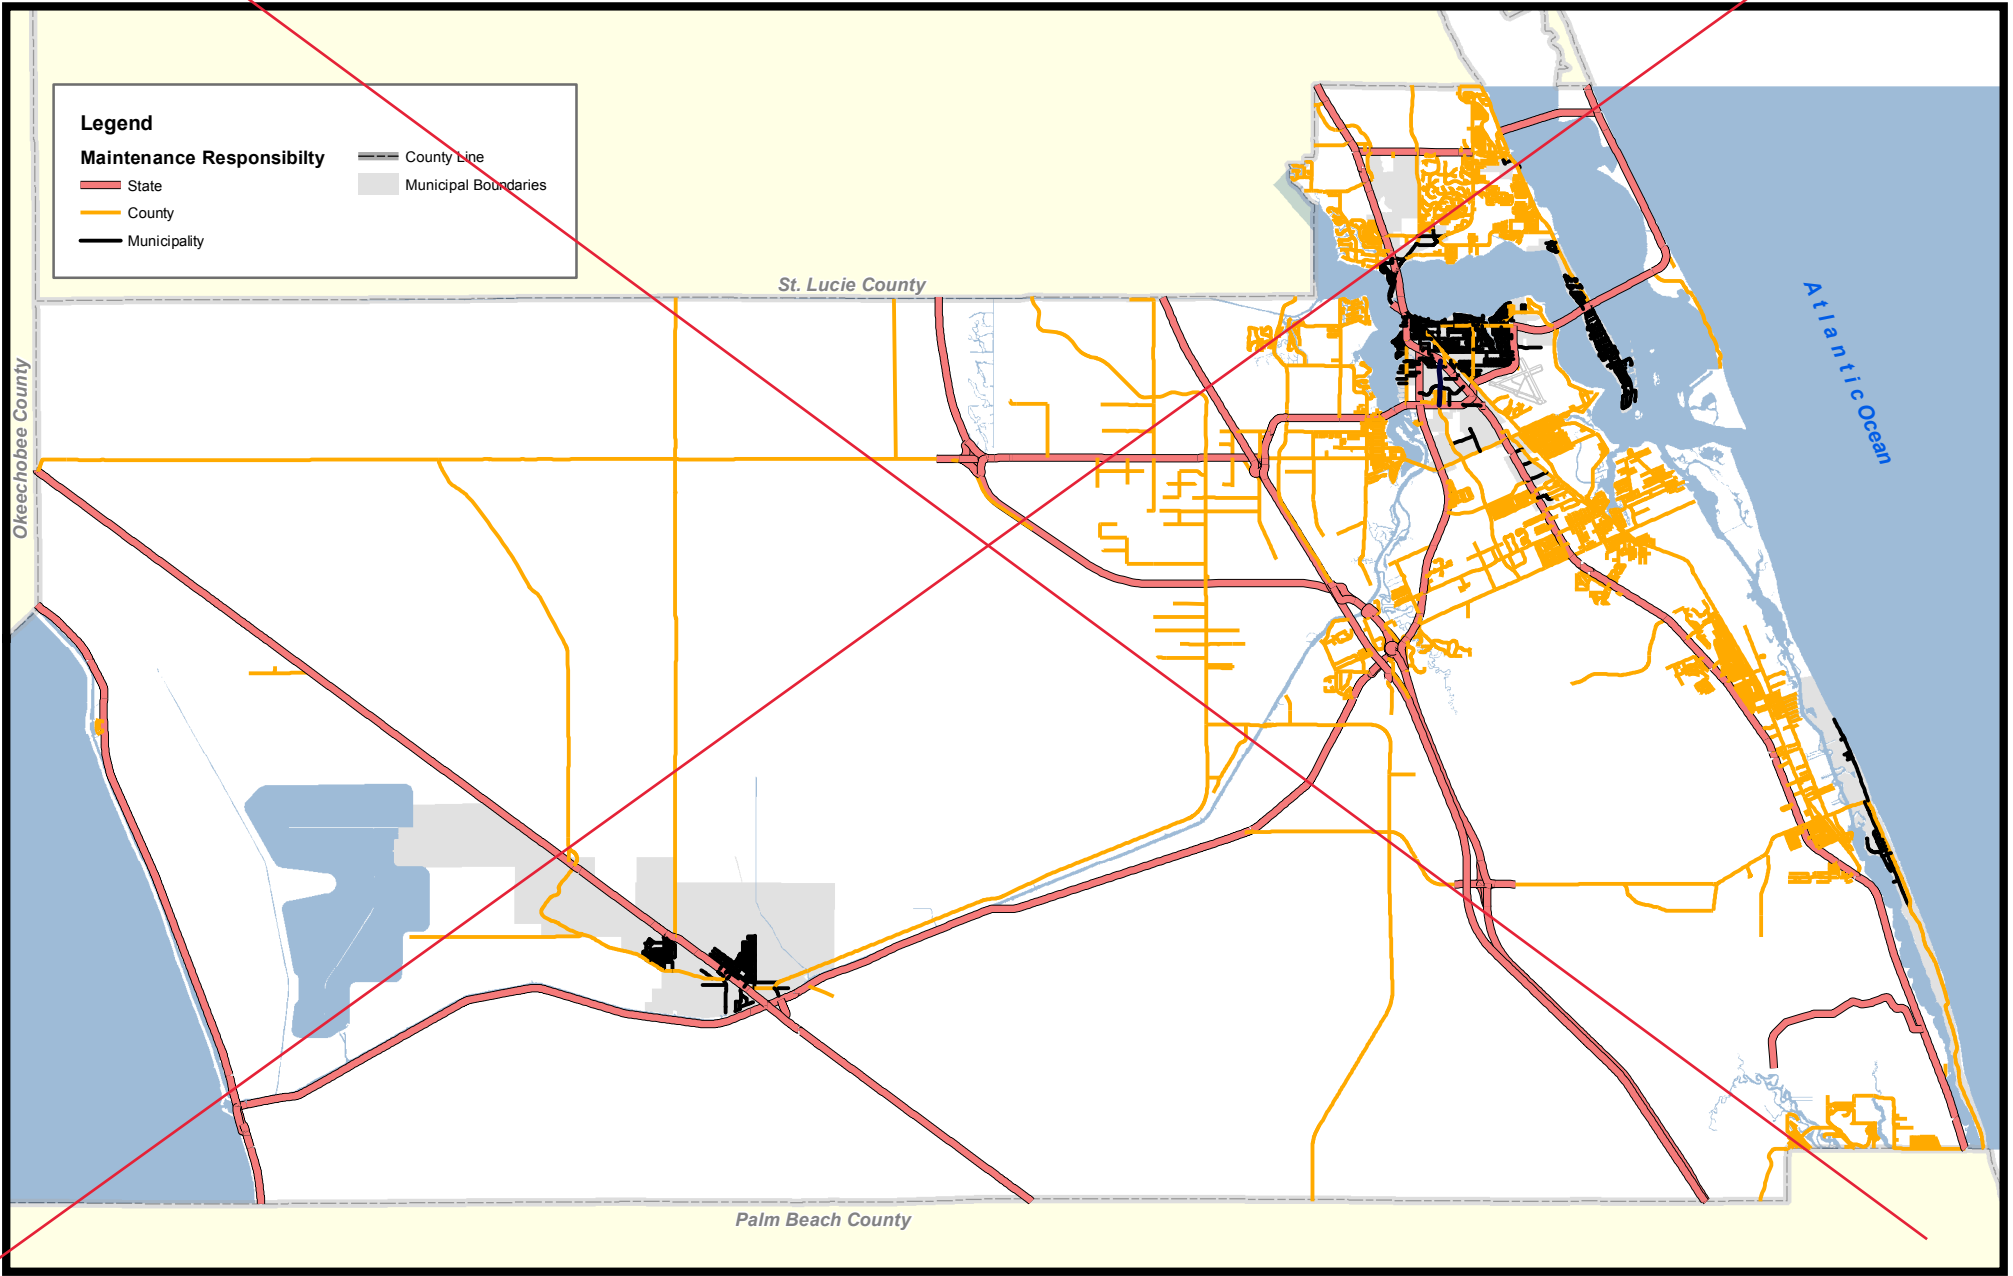 Legend
Maintenance Responsibilty
State
County
Municipality
County Line
Municipal Boundaries
St. Lucie County
Okeechobee County
Atlantic Ocean
Palm Beach County